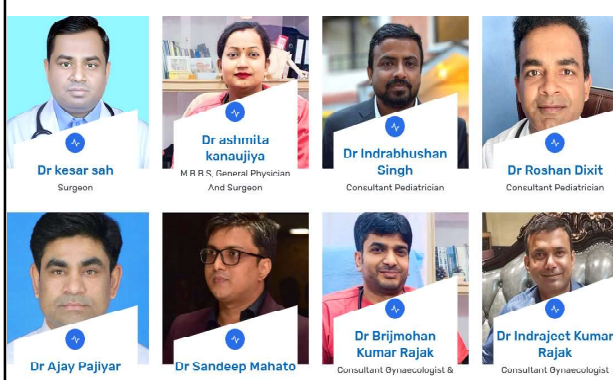 Dr kesar sah
Surgeon
Dr ashmita
kanaujiya
M.B.B.S, General Physician
And Surgeon
Dr Indrabhushan
Singh
Consultant Pediatrician
Dr Roshan Dixit
Consultant Pediatrician
Dr Ajay Pajiyar
Dr Sandeep Mahato
Dr Brijmohan
Kumar Rajak
Consultant Gynaecologist &
Dr Indrajeet Kumar
Rajak
Consultant Gynaecologist